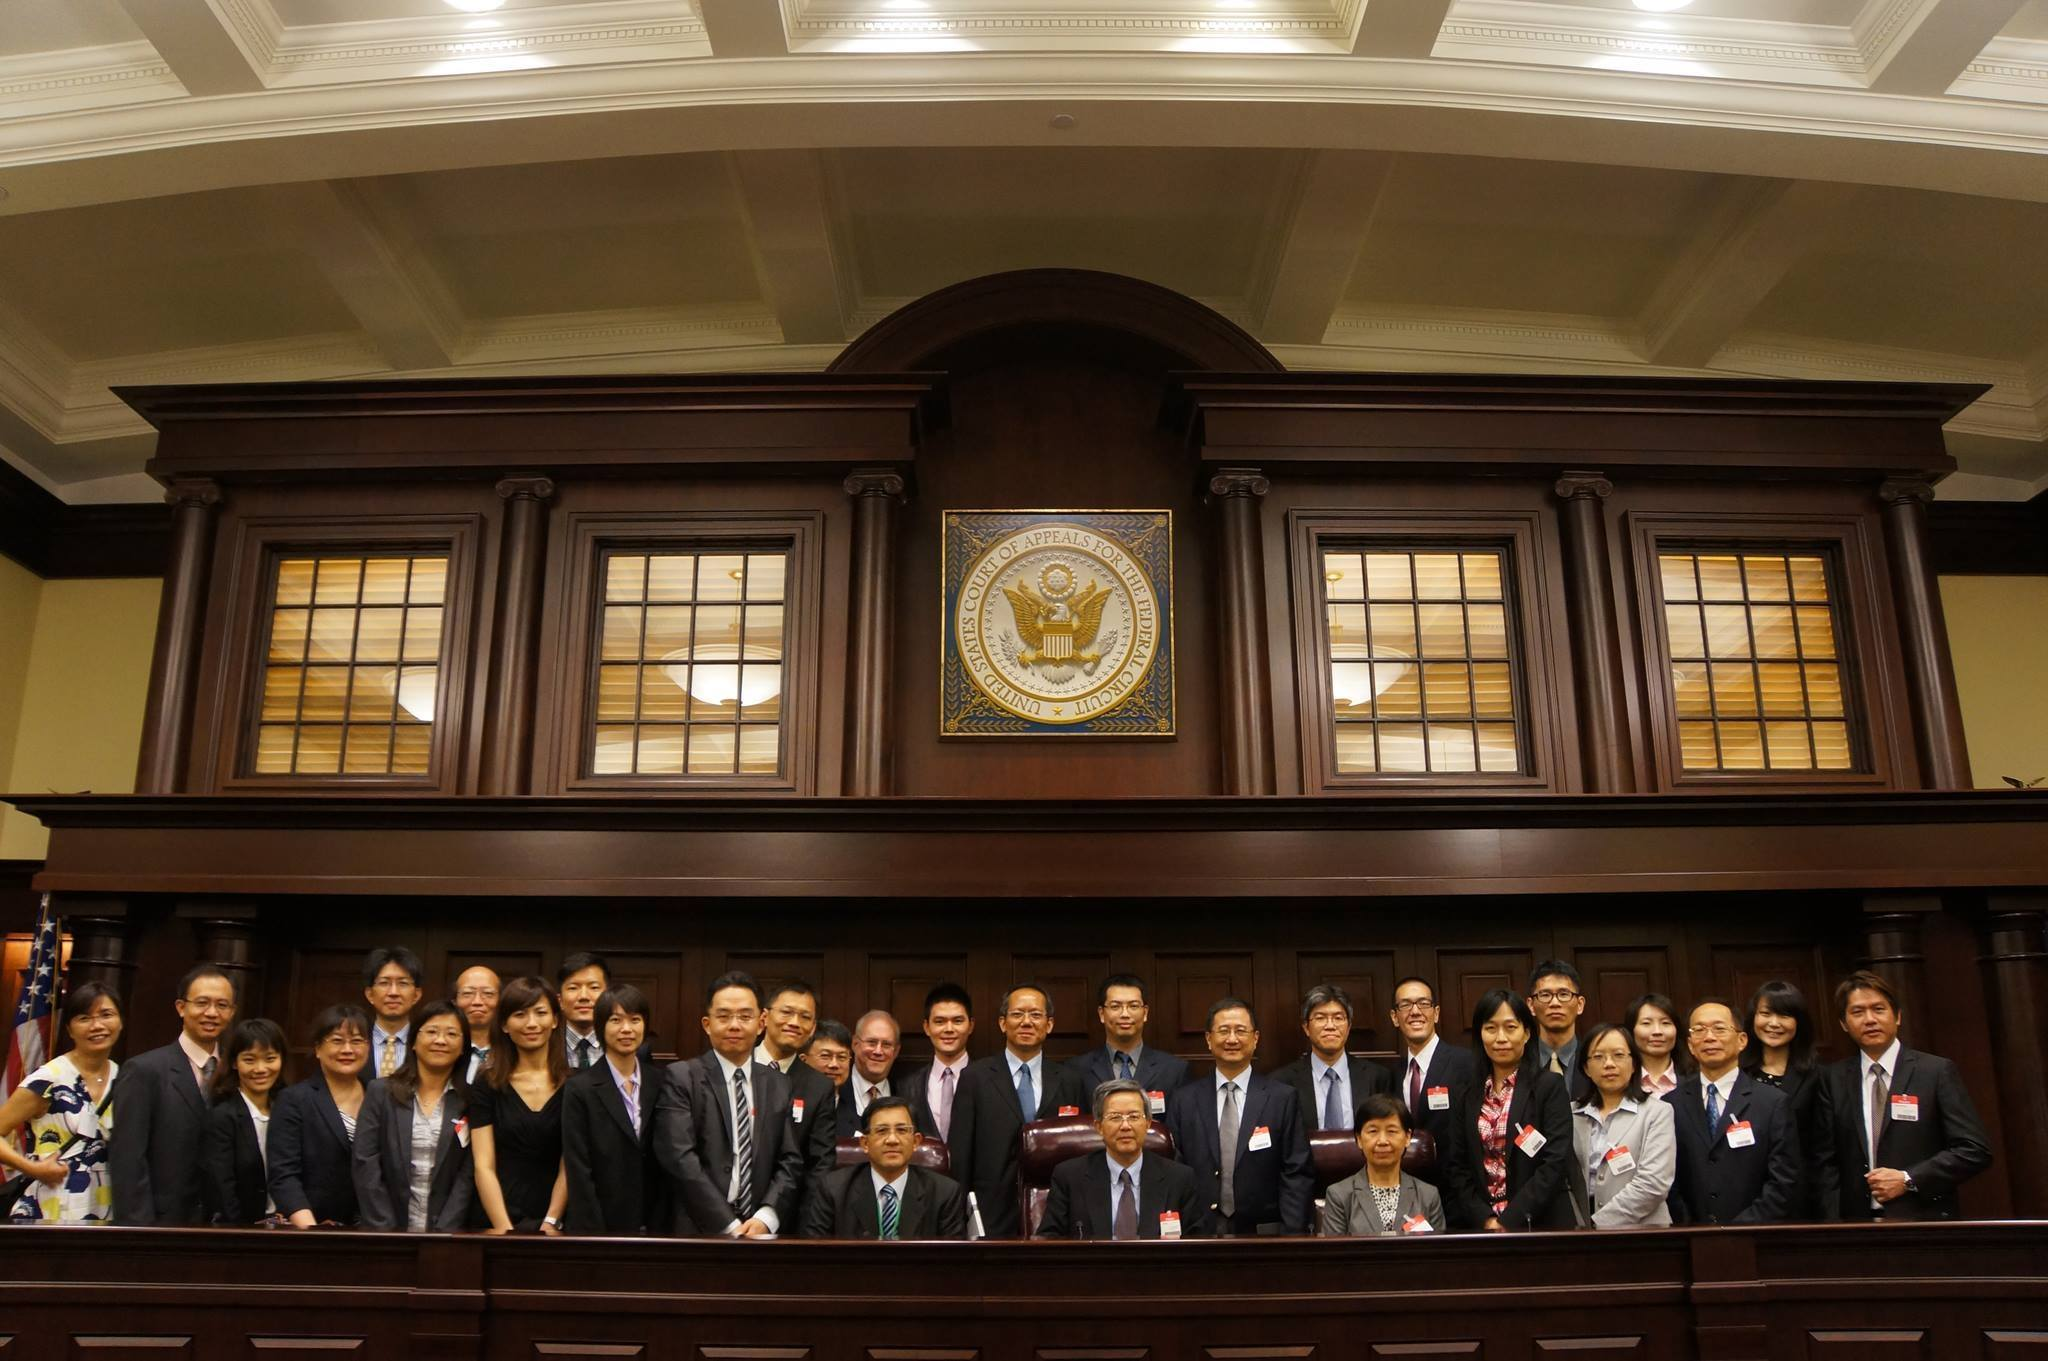 UNITED STATES COURT OF APPEALS FOR THE FEDERAL CIRCUIT